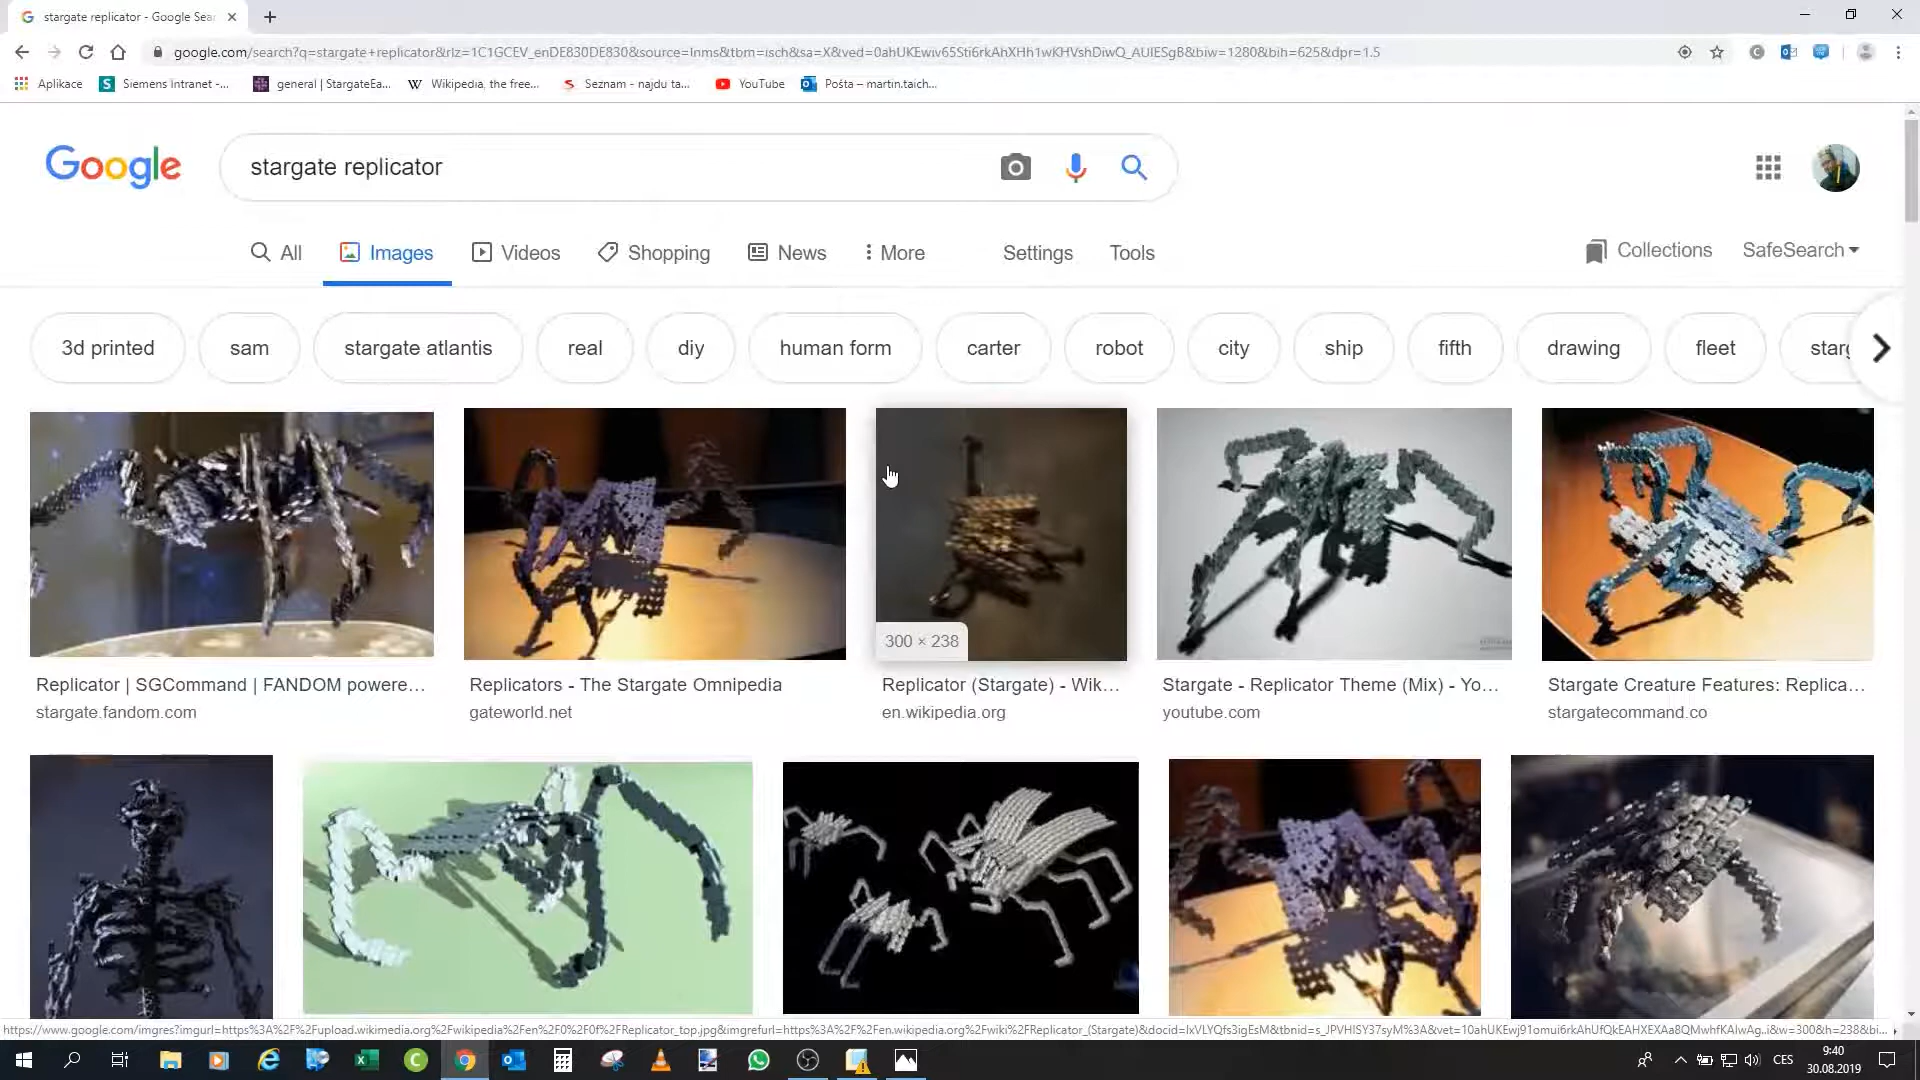 stargate replicator - Google Sear
google.com/search?q=stargate+replicator&rlz=1C1GCEV_enDE830DE830&source=lnms&tbm=isch&sa=X&ved=0ahUKEwiv65Sti6rkAhXHh1wKHVshDiwQ_AUIESgB&biw=1280&bih=625&dpr=1.5
Aplikace Siemens Intranet -... general | StargateEa... Wikipedia, the free... Seznam - najdu ta... YouTube Pošta – martin.taich...
Google stargate replicator
All Images Videos Shopping News More Settings Tools Collections SafeSearch
3d printed sam stargate atlantis real diy human form carter robot city ship fifth drawing fleet
300 × 238
Replicator | SGCommand | FANDOM powere... Replicators - The Stargate Omnipedia Replicator (Stargate) - Wik... Stargate - Replicator Theme (Mix) - Yo... Stargate Creature Features: Replica...
stargate.fandom.com gateworld.net en.wikipedia.org youtube.com stargatecommand.co
CES
9:40
30.08.2019